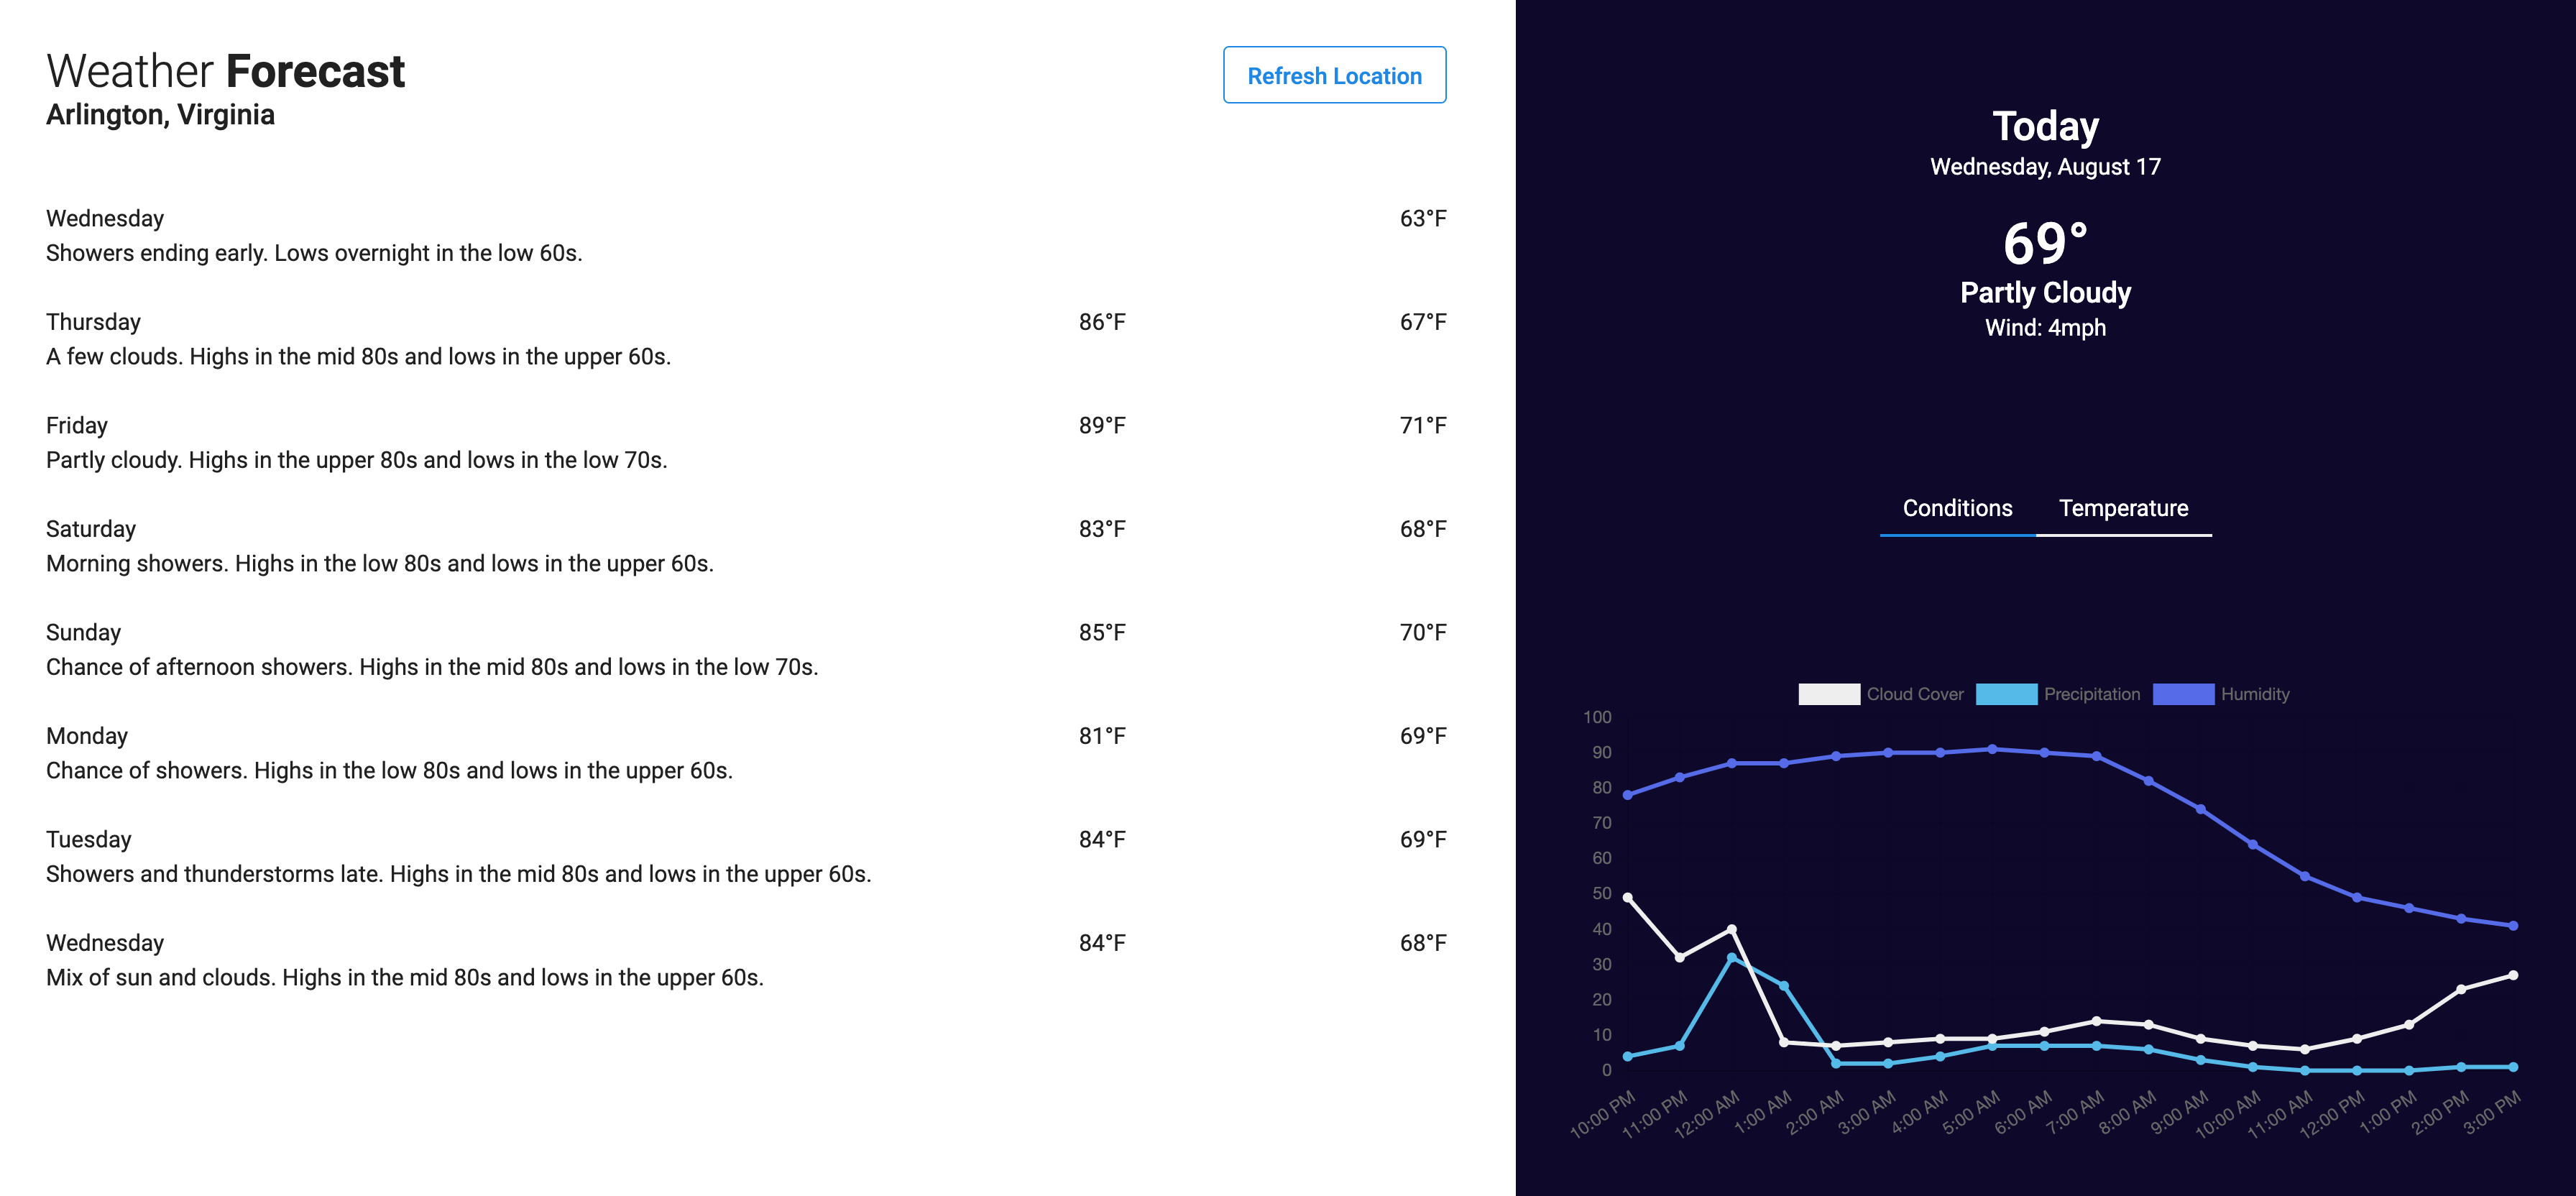 Weather Forecast
Arlington, Virginia
Refresh Location
Wednesday 63°F
Showers ending early. Lows overnight in the low 60s.
Thursday 86°F 67°F
A few clouds. Highs in the mid 80s and lows in the upper 60s.
Friday 89°F 71°F
Partly cloudy. Highs in the upper 80s and lows in the low 70s.
Saturday 83°F 68°F
Morning showers. Highs in the low 80s and lows in the upper 60s.
Sunday 85°F 70°F
Chance of afternoon showers. Highs in the mid 80s and lows in the low 70s.
Monday 81°F 69°F
Chance of showers. Highs in the low 80s and lows in the upper 60s.
Tuesday 84°F 69°F
Showers and thunderstorms late. Highs in the mid 80s and lows in the upper 60s.
Wednesday 84°F 68°F
Mix of sun and clouds. Highs in the mid 80s and lows in the upper 60s.
Today
Wednesday, August 17
69°
Partly Cloudy
Wind: 4mph
Conditions Temperature
Cloud Cover Precipitation Humidity
100
90
80
70
60
50
40
30
20
10
0
10:00 PM 11:00 PM 12:00 AM 1:00 AM 2:00 AM 3:00 AM 4:00 AM 5:00 AM 6:00 AM 7:00 AM 8:00 AM 9:00 AM 10:00 AM 11:00 AM 12:00 PM 1:00 PM 2:00 PM 3:00 PM